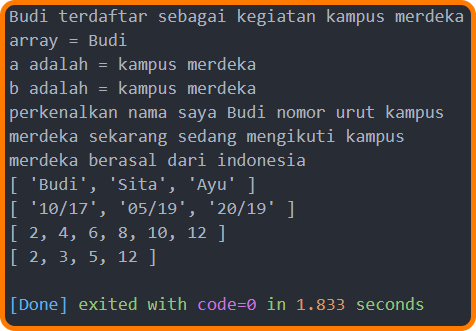 Budi terdaftar sebagai kegiatan kampus merdeka
array = Budi
a adalah = kampus merdeka
b adalah = kampus merdeka
perkenalkan nama saya Budi nomor urut kampus
merdeka sekarang sedang mengikuti kampus
merdeka berasal dari indonesia
[ 'Budi', 'Sita', 'Ayu' ]
[ '10/17', '05/19', '20/19' ]
[ 2, 4, 6, 8, 10, 12 ]
[ 2, 3, 5, 12 ]
[Done] exited with code=0 in 1.833 seconds